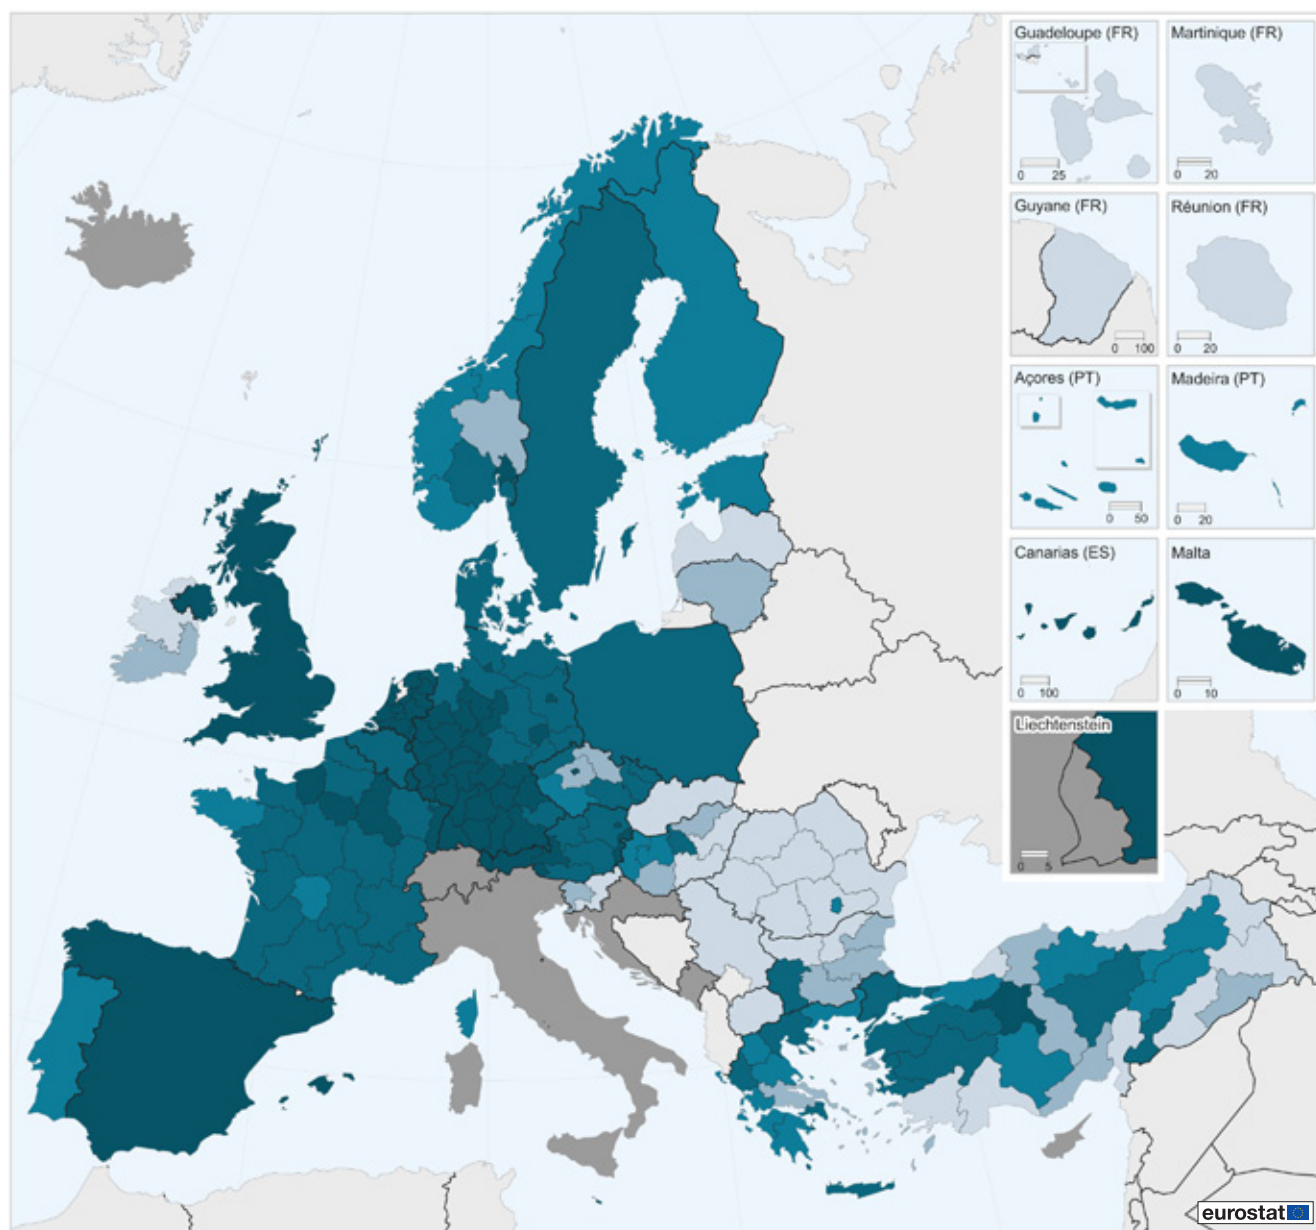 Guadeloupe (FR)
0 25
Martinique (FR)
0 20
Guyane (FR)
0 100
Réunion (FR)
0 20
Açores (PT)
0 50
Madeira (PT)
0 20
Canarias (ES)
0 100
Malta
0 10
Liechtenstein
0 5
eurostat